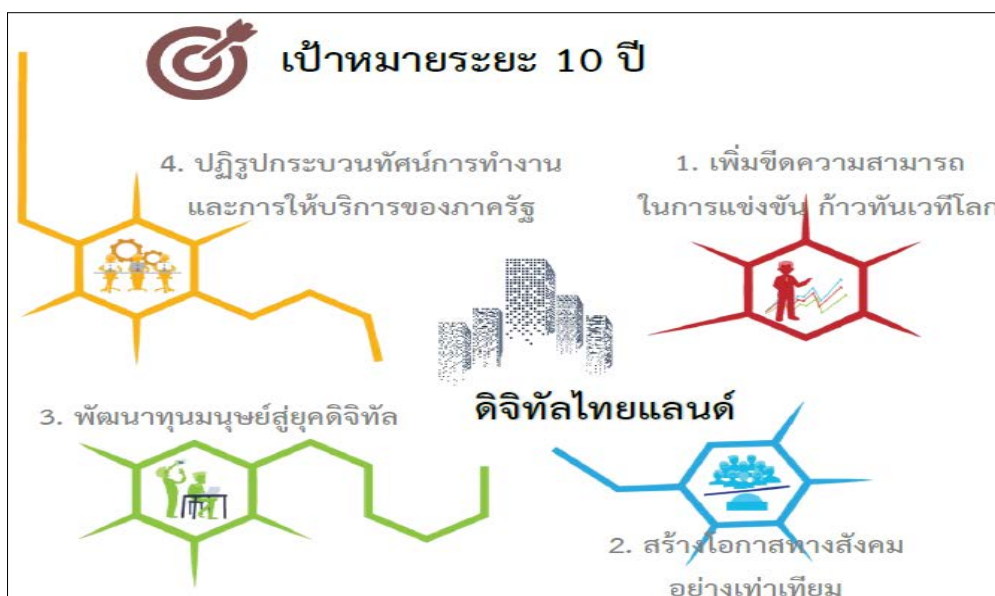 เป้าหมายระยะ 10 ปี
4. ปฏิรูปกระบวนทัศน์การทำงาน
และการให้บริการของภาครัฐ
1. เพิ่มขีดความสามารถ
ในการแข่งขัน ก้าวทันเวทีโลก
3. พัฒนาทุนมนุษย์สู่ยุคดิจิทัล
ดิจิทัลไทยแลนด์
2. สร้างโอกาสทางสังคม
อย่างเท่าเทียม